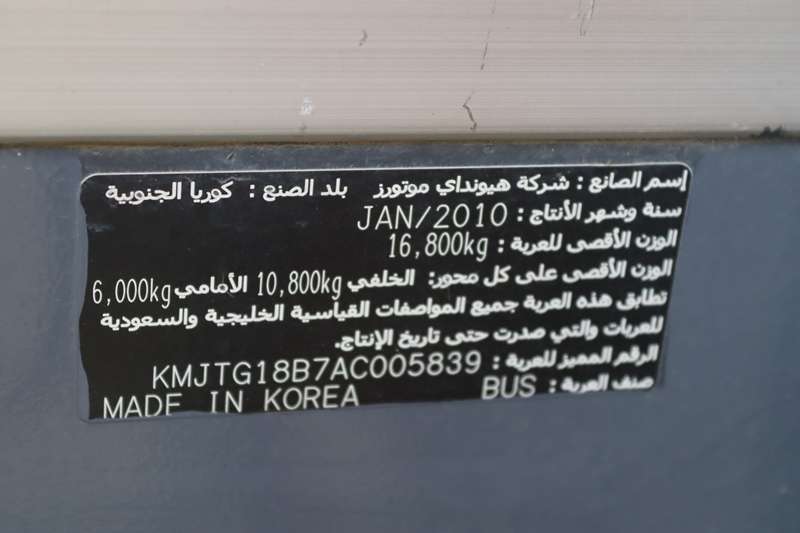 إسم الصانع : شركة هيونداي موتورز بلد الصنع : كوريا الجنوبية
سنة وشهر الأنتاج : JAN/2010
الوزن الأقصى للعربة : 16,800kg
الوزن الأقصى على كل محور: الخلفي 10,800kg الأمامي 6,000kg
تطابق هذه العربة جميع المواصفات القياسية الخليجية والسعودية
للعربات والتي صدرت حتى تاريخ الإنتاج.
الرقم المميز للعربة : KMJTG18B7AC005839
صنف العربة : BUS
MADE IN KOREA